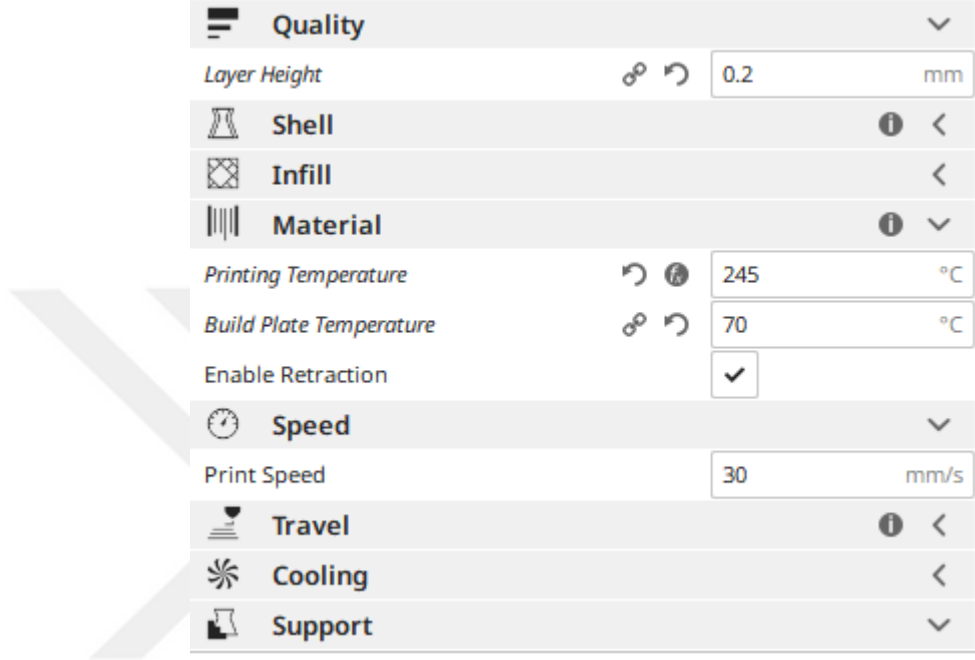 Quality
Layer Height 0.2 mm
Shell
Infill
Material
Printing Temperature 245 °C
Build Plate Temperature 70 °C
Enable Retraction
Speed
Print Speed 30 mm/s
Travel
Cooling
Support